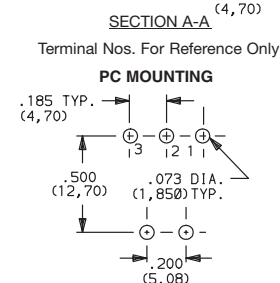 (4,70)
SECTION A-A
Terminal Nos. For Reference Only
PC MOUNTING
.185 TYP.
(4,70)
3 2 1
.500
(12,70)
.073 DIA.
(1,850) TYP.
.200
(5.08)